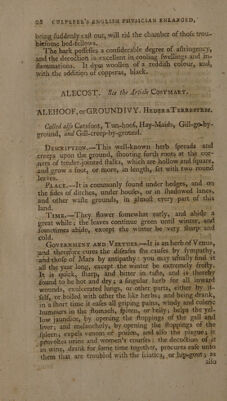 22 CULPEPER'S ENGLISH PHYSICIAN ENLARGED,
being suddenly cast out, will rid the chamber of those trou-
blesome bed-fellows.
The bark possesses a considerable degree of astringency,
and the decoction is excellent in cooling swellings and in-
flammations. It dyes woollen of a reddish colour, and,
with the addition of copperas, black.
ALECOST. See the Article COSTMARY.
ALEHOOF, or GROUND IVY. HEDERA TERRESTRIS.
Called also Catsfoot, Tun-hoof, Hay-Maids, Gill-go-by-
ground, and Gill-creep-by-ground.
DESCRIPTION.—This well-known herb spreads and
creeps upon the ground, shooting forth roots at the cor-
ners of tender-jointed stalks, which are hollow and square,
and grow a foot, or more, in length, set with two round
leaves.
PLACE.—It is commonly found under hedges, and on
the sides of ditches, under houses, or in shadowed lanes,
and other waste grounds, in almost every part of this
land.
TIME.—They flower somewhat early, and abide a
great while; the leaves continue green until winter, and
sometimes abide, except the winter be very sharp and
cold.
GOVERNMENT AND VIRTUES.—It is an herb of Venus,
and therefore cures the diseases she causes by sympathy,
and those of Mars by antipathy: you may usually find it
all the year long, except the winter be extremely frosty.
It is quick, sharp, and bitter in taste, and is thereby
found to be hot and dry; a singular herb for all inward
wounds, exulcerated lungs, or other parts, either by it-
self, or boiled with other the like herbs; and being drank,
in a short time it eases all griping pains, windy and choleric
humours in the stomach, spleen, or belly; helps the yel-
low jaundice, by opening the stoppings of the gall and
liver; and melancholy, by opening the stoppings of the
spleen; expels venom or poison, and also the plague; it
provokes urine and women's courses: the decoction of it
in wine, drank for some time together, procures ease unto
them that are troubled with the sciatica, or hip-gout; as
also